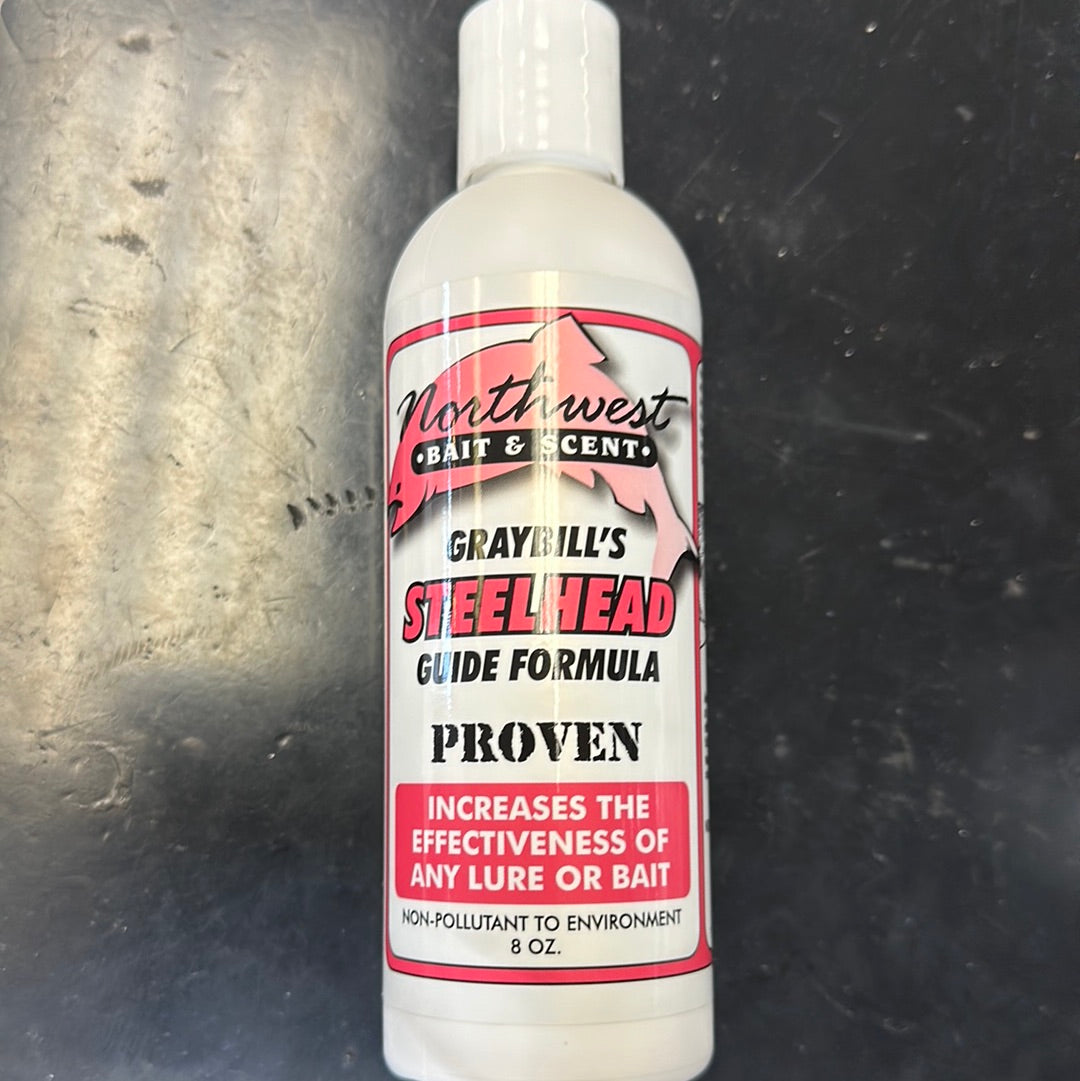 Northwest
•BAIT & SCENT•
GRAYBILL'S
STEELHEAD
GUIDE FORMULA
PROVEN
INCREASES THE
EFFECTIVENESS OF
ANY LURE OR BAIT
NON-POLLUTANT TO ENVIRONMENT
8 OZ.